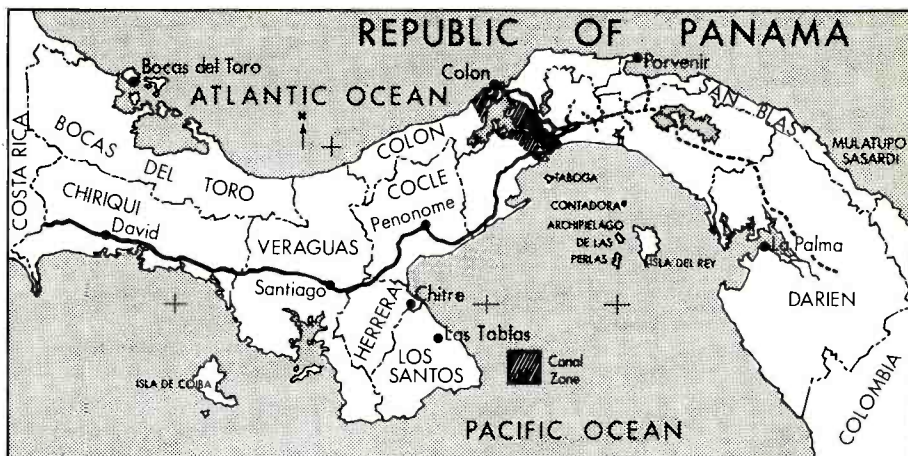 REPUBLIC OF PANAMA
Bocas del Toro
Colon
Porvenir
ATLANTIC OCEAN
SAN BLAS
COSTA RICA
BOCAS DEL TORO
COLON
MULATUPO
SASARDI
CHIRIQUI
COCLE
TABOGA
David
Penonome
CONTADORA
ARCHIPIELAGO
DE LAS
PERLAS
VERAGUAS
ISLA DEL REY
La Palma
Santiago
HERRERA
Chitre
DARIEN
Las Tablas
LOS
SANTOS
Canal
Zone
ISLA DE COIBA
COLOMBIA
PACIFIC OCEAN